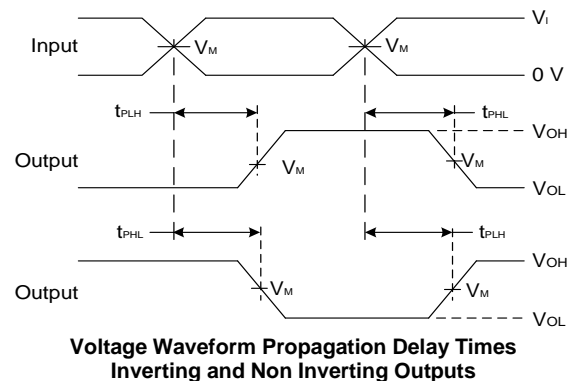 Input
VM
VM
VI
0 V
tPLH
tPHL
Output
VM
VM
VOH
VOL
tPHL
tPLH
Output
VM
VM
VOH
VOL
Voltage Waveform Propagation Delay Times
Inverting and Non Inverting Outputs